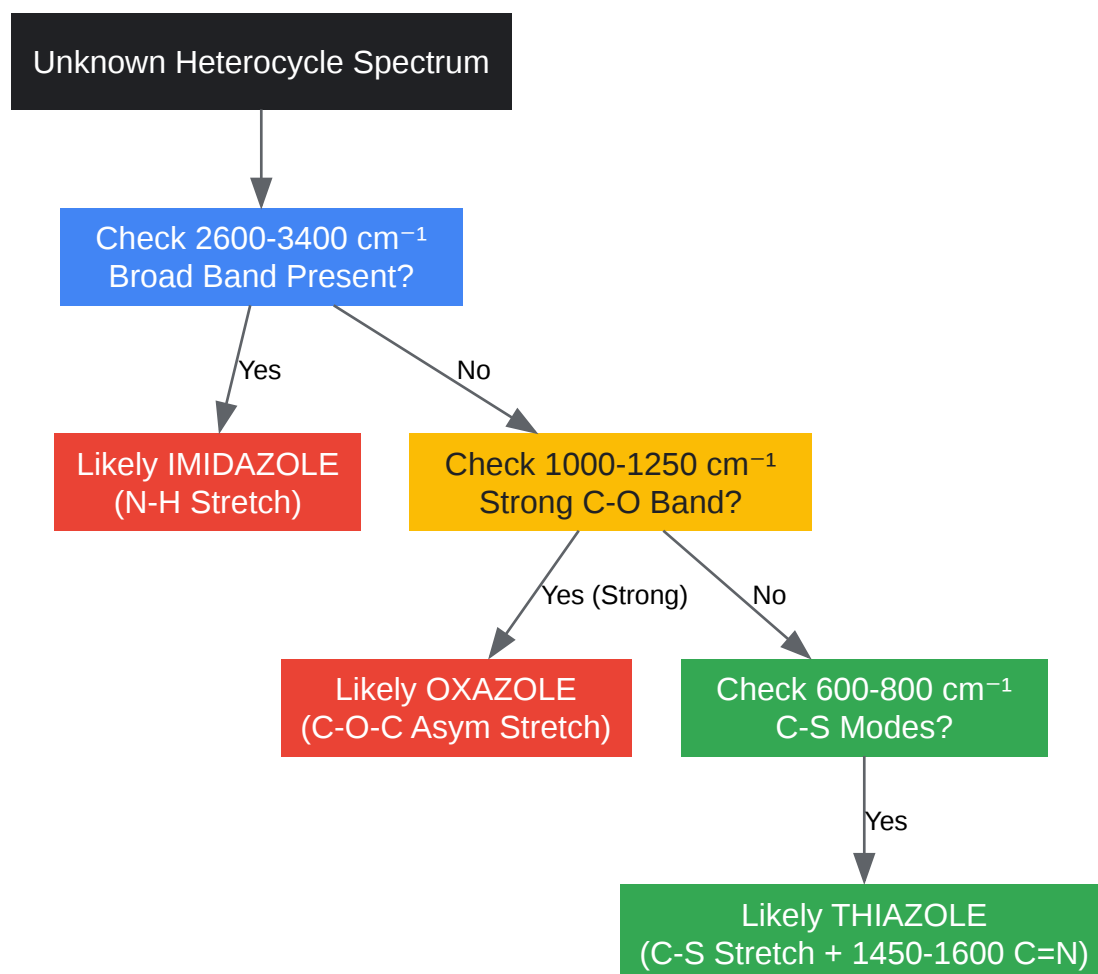 Unknown Heterocycle Spectrum
Check 2600-3400 cm⁻¹
Broad Band Present?
Yes
No
Likely IMIDAZOLE
(N-H Stretch)
Check 1000-1250 cm⁻¹
Strong C-O Band?
Yes (Strong)
No
Likely OXAZOLE
(C-O-C Asym Stretch)
Check 600-800 cm⁻¹
C-S Modes?
Yes
Likely THIAZOLE
(C-S Stretch + 1450-1600 C=N)